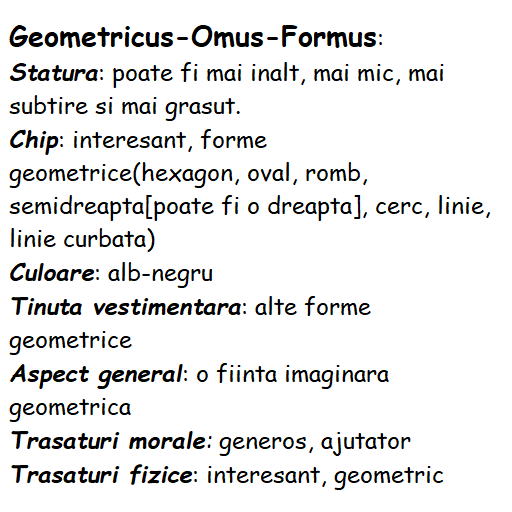 Geometricus-Omus-Formus:
Statura: poate fi mai inalt, mai mic, mai
subtire si mai grasut.
Chip: interesant, forme
geometrice(hexagon, oval, romb,
semidreapta[poate fi o dreapta], cerc, linie,
linie curbata)
Culoare: alb-negru
Tinuta vestimentara: alte forme
geometrice
Aspect general: o fiinta imaginara
geometrica
Trasaturi morale: generos, ajutator
Trasaturi fizice: interesant, geometric